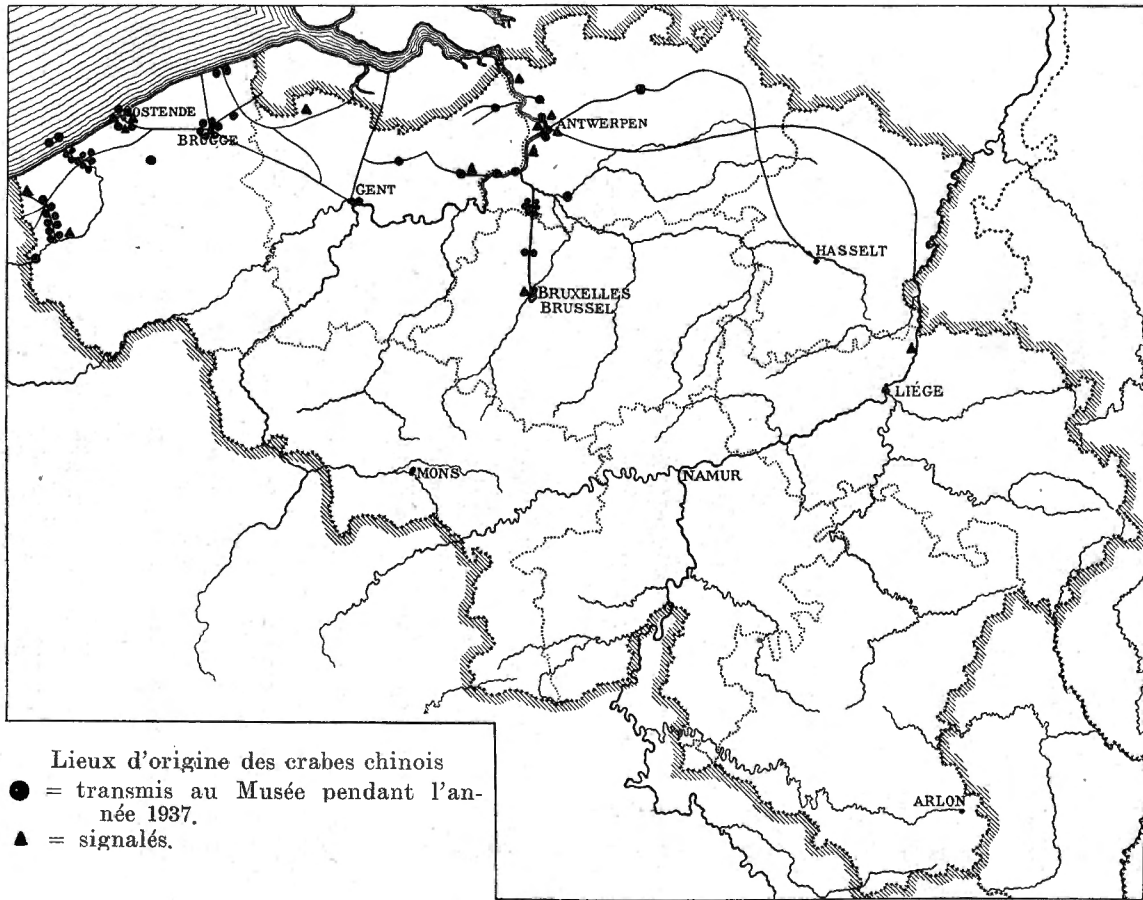 OSTENDE
BRUGGE
ANTWERPEN
GENT
HASSELT
BRUXELLES
BRUSSEL
LIÉGE
MONS
NAMUR
ARLON
Lieux d'origine des crabes chinois
● = transmis au Musée pendant l'an-
née 1937.
▲ = signalés.